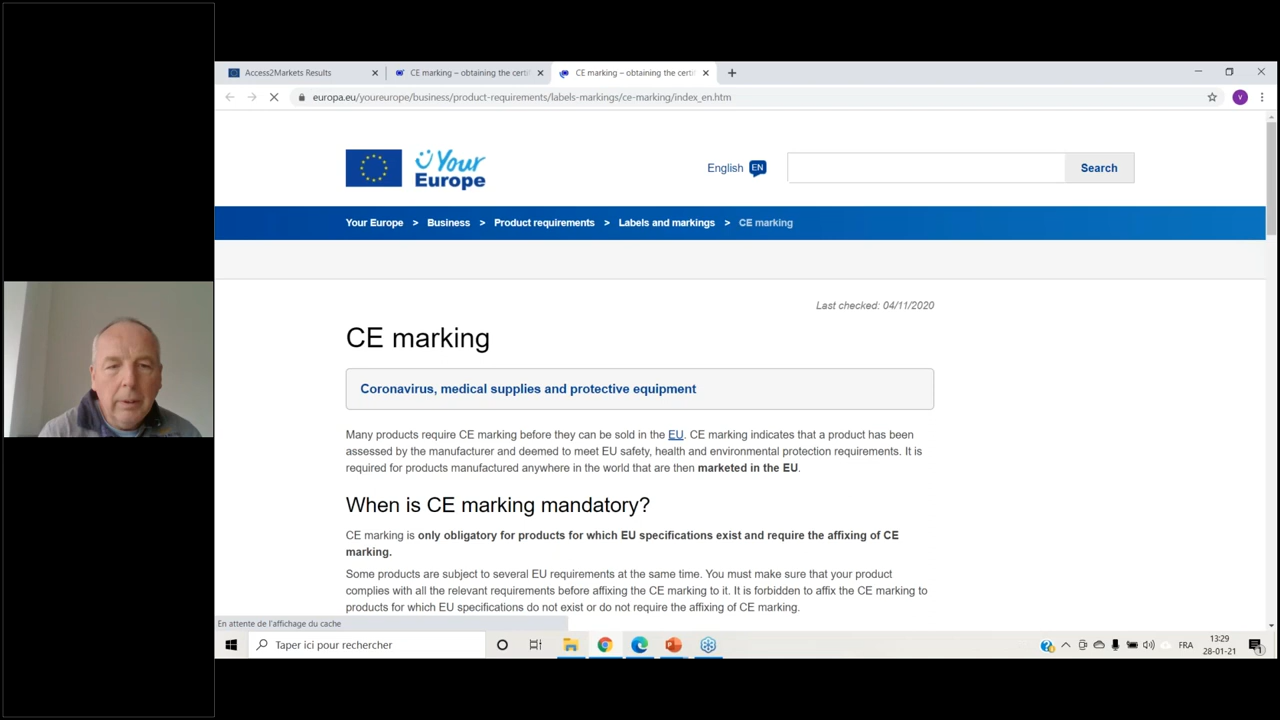 Access2Markets Results
CE marking – obtaining the certi
CE marking – obtaining the certi
europa.eu/youreurope/business/product-requirements/labels-markings/ce-marking/index_en.htm
V
Your
Europe
English EN
Search
Your Europe > Business > Product requirements > Labels and markings > CE marking
Last checked: 04/11/2020
CE marking
Coronavirus, medical supplies and protective equipment
Many products require CE marking before they can be sold in the EU. CE marking indicates that a product has been
assessed by the manufacturer and deemed to meet EU safety, health and environmental protection requirements. It is
required for products manufactured anywhere in the world that are then marketed in the EU.
When is CE marking mandatory?
CE marking is only obligatory for products for which EU specifications exist and require the affixing of CE
marking.
Some products are subject to several EU requirements at the same time. You must make sure that your product
complies with all the relevant requirements before affixing the CE marking to it. It is forbidden to affix the CE marking to
products for which EU specifications do not exist or do not require the affixing of CE marking.
En attente de l'affichage du cache
Taper ici pour rechercher
FRA
13:29
28-01-21